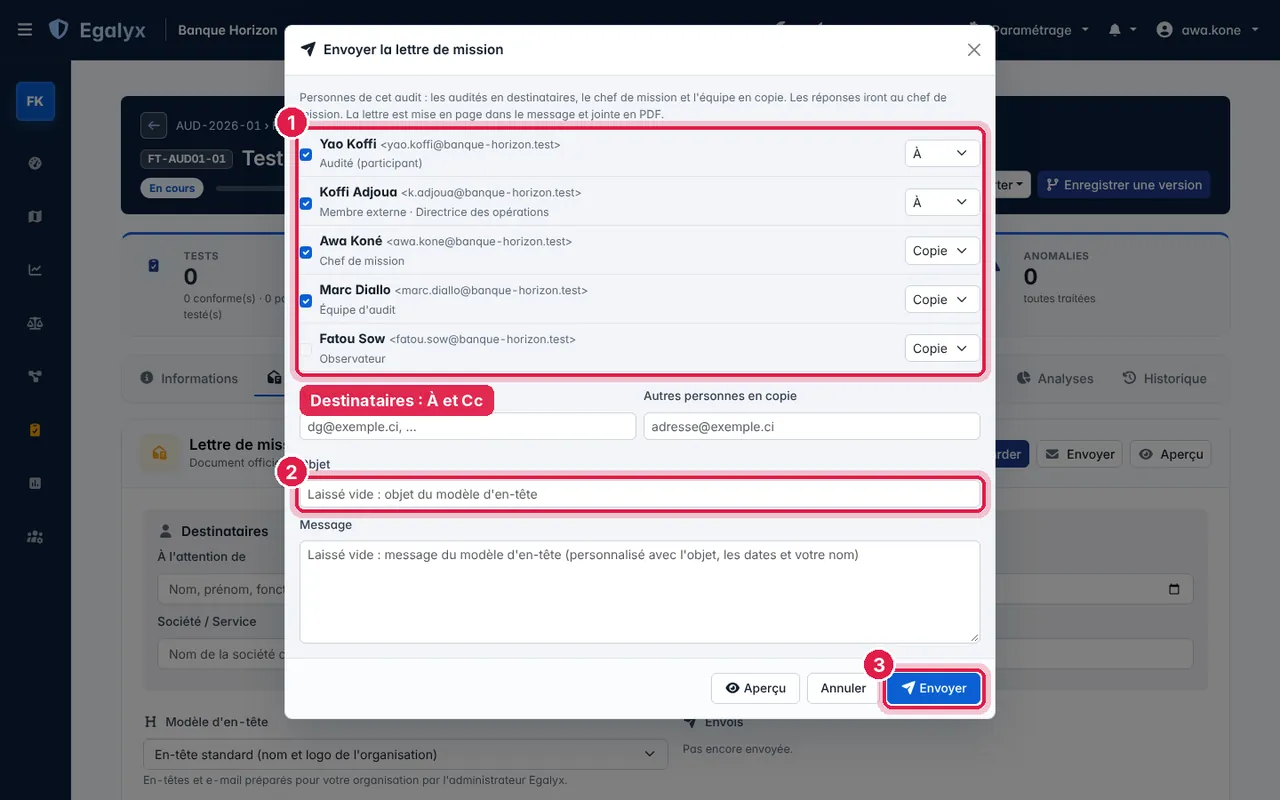 Egalyx
Banque Horizon
Paramétrage
awa.kone
FK
AUD-2026-01 ›
FT-AUD01-01
Test
En cours
Enregistrer une version
TESTS
0
0 conforme(s) · 0
testé(s)
ANOMALIES
0
toutes traitées
Informations
Analyses
Historique
Lettre de
Document
Envoyer
Aperçu
Destinataires
À l'attention de
Nom, prénom,
Société / Service
Nom de la société
Modèle d'en-tête
En-tête standard (nom et logo de l'organisation)
En-têtes et e-mail préparés pour votre organisation par l'administrateur Egalyx.
Envois
Pas encore envoyée.
Envoyer la lettre de mission
Personnes de cet audit : les audités en destinataires, le chef de mission et l'équipe en copie. Les réponses iront au chef de
mission. La lettre est mise en page dans le message et jointe en PDF.
1
Yao Koffi <yao.koffi@banque-horizon.test>
Audité (participant)
À
Koffi Adjoua <k.adjoua@banque-horizon.test>
Membre externe · Directrice des opérations
À
Awa Koné <awa.kone@banque-horizon.test>
Chef de mission
Copie
Marc Diallo <marc.diallo@banque-horizon.test>
Équipe d'audit
Copie
Fatou Sow <fatou.sow@banque-horizon.test>
Observateur
Copie
Destinataires : À et Cc
Autres personnes en copie
dg@exemple.ci, ...
adresse@exemple.ci
2
Objet
Laissé vide : objet du modèle d'en-tête
Message
Laissé vide : message du modèle d'en-tête (personnalisé avec l'objet, les dates et votre nom)
3
Aperçu
Annuler
Envoyer